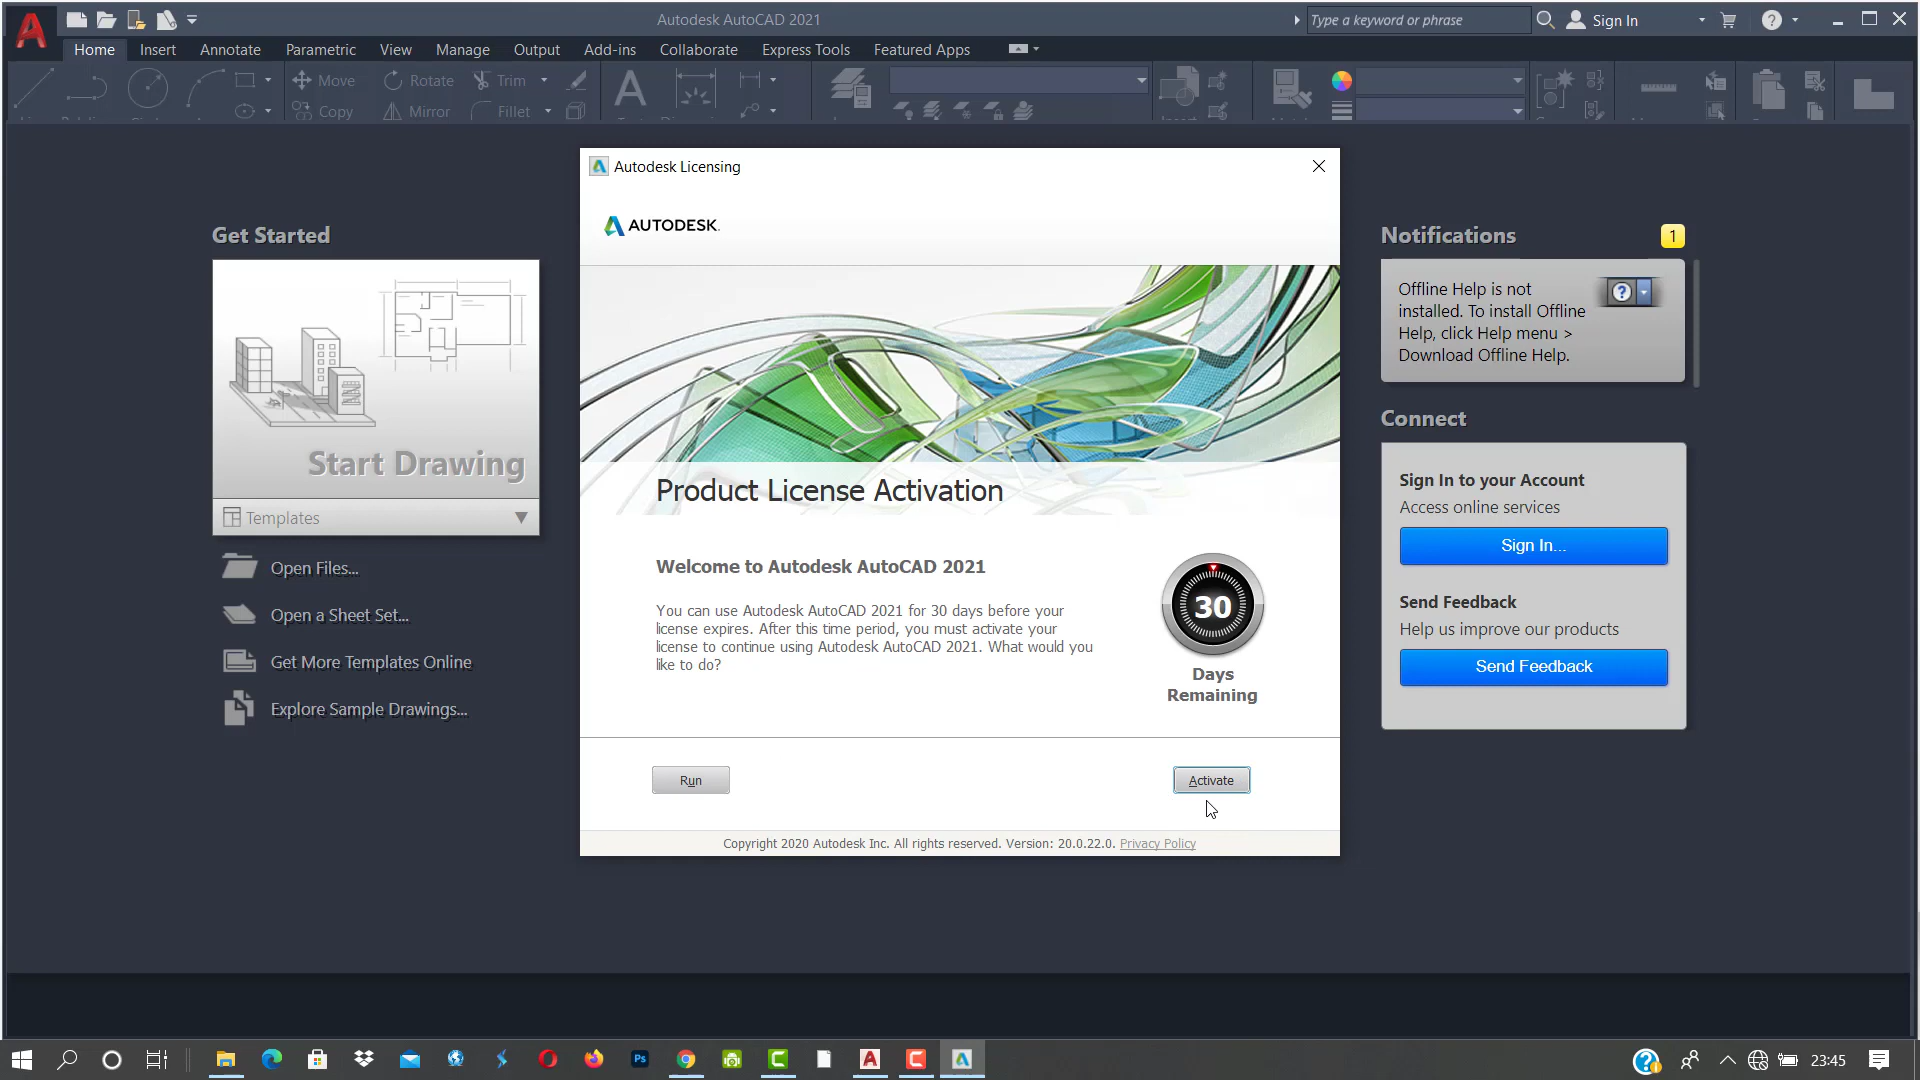 Autodesk AutoCAD 2021
Type a keyword or phrase
Sign In
Home Insert Annotate Parametric View Manage Output Add-ins Collaborate Express Tools Featured Apps
Move Rotate Trim
Copy Mirror Fillet
Autodesk Licensing
AUTODESK.
Get Started
Start Drawing
Templates
Open Files...
Open a Sheet Set...
Get More Templates Online
Explore Sample Drawings...
Product License Activation
Welcome to Autodesk AutoCAD 2021
You can use Autodesk AutoCAD 2021 for 30 days before your
license expires. After this time period, you must activate your
license to continue using Autodesk AutoCAD 2021. What would you
like to do?
30
Days
Remaining
Run
Activate
Copyright 2020 Autodesk Inc. All rights reserved. Version: 20.0.22.0. Privacy Policy
Notifications
1
Offline Help is not
installed. To install Offline
Help, click Help menu >
Download Offline Help.
Connect
Sign In to your Account
Access online services
Sign In...
Send Feedback
Help us improve our products
Send Feedback
Ps
23:45